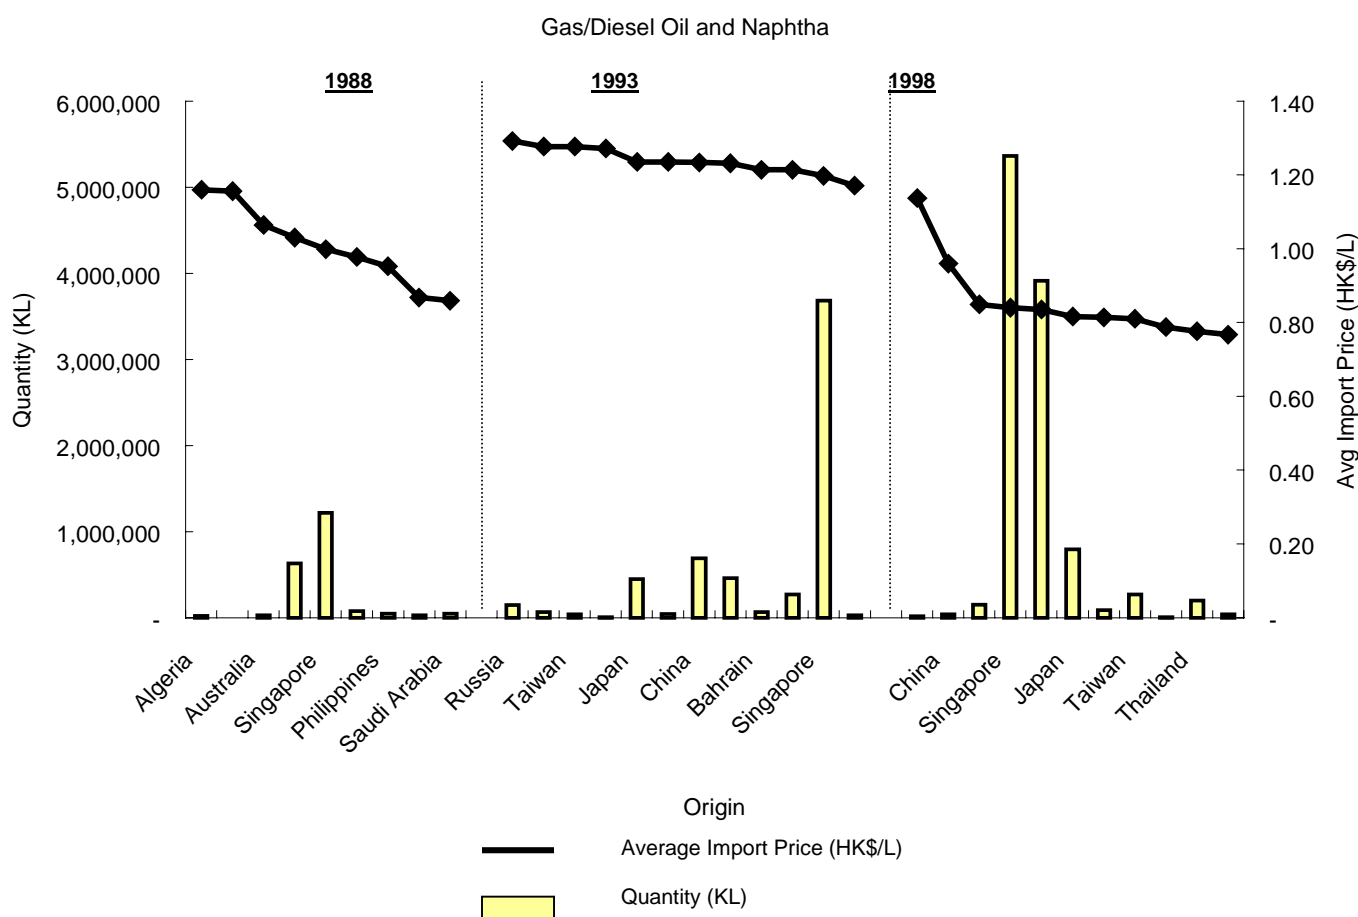 Gas/Diesel Oil and Naphtha
1988
1993
1998
6,000,000
5,000,000
4,000,000
3,000,000
2,000,000
1,000,000
-
Quantity (KL)
1.40
1.20
1.00
0.80
0.60
0.40
0.20
-
Avg Import Price (HK$/L)
Algeria
Australia
Singapore
Philippines
Saudi Arabia
Russia
Taiwan
Japan
China
Bahrain
Singapore
China
Singapore
Japan
Taiwan
Thailand
Origin
Average Import Price (HK$/L)
Quantity (KL)